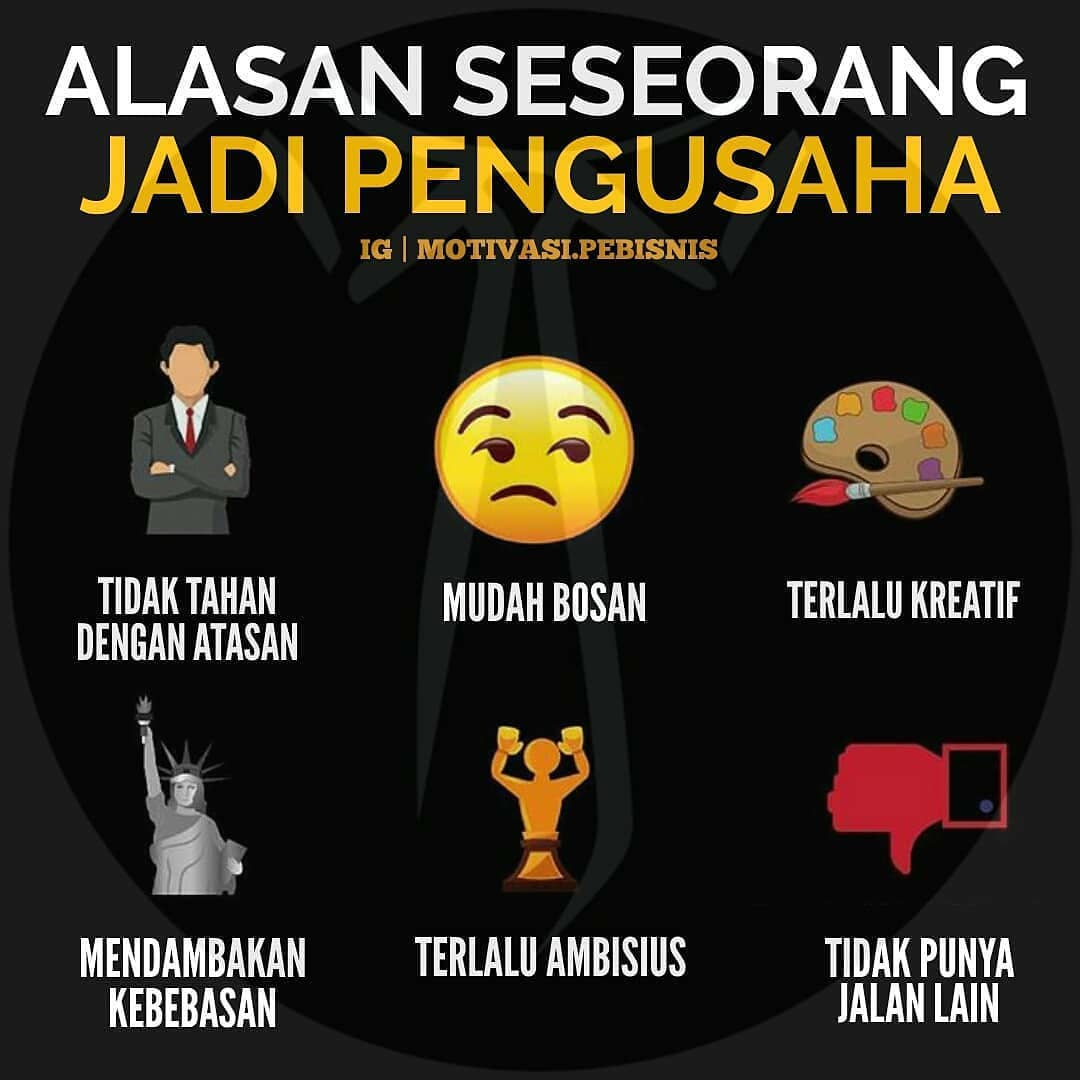 ALASAN SESEORANG
JADI PENGUSAHA
IG | MOTIVASI.PEBISNIS
TIDAK TAHAN
DENGAN ATASAN
MUDAH BOSAN
TERLALU KREATIF
MENDAMBAKAN
KEBEBASAN
TERLALU AMBISIUS
TIDAK PUNYA
JALAN LAIN